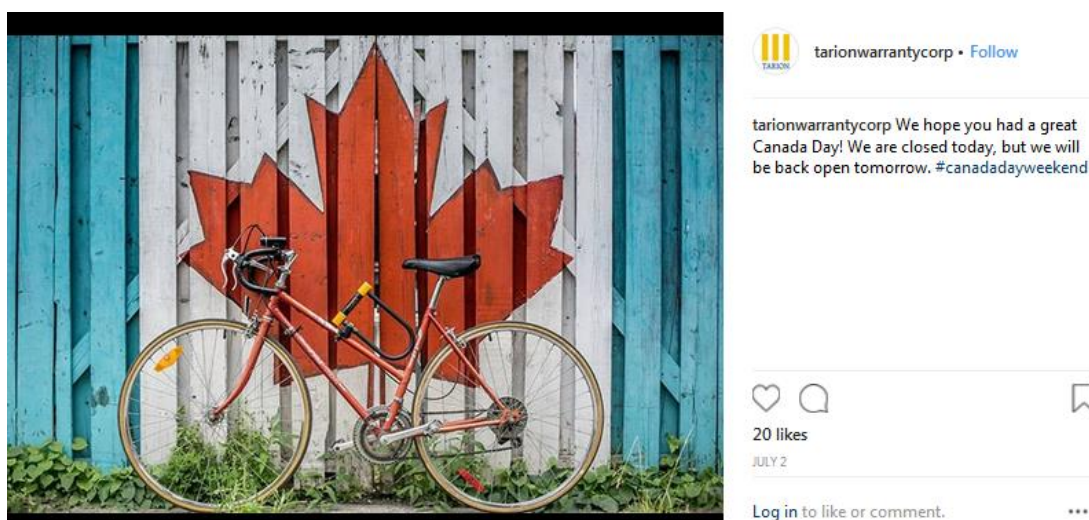 TARION
tarionwarrantycorp • Follow
tarionwarrantycorp We hope you had a great
Canada Day! We are closed today, but we will
be back open tomorrow. #canadadayweekend
20 likes
JULY 2
Log in to like or comment.